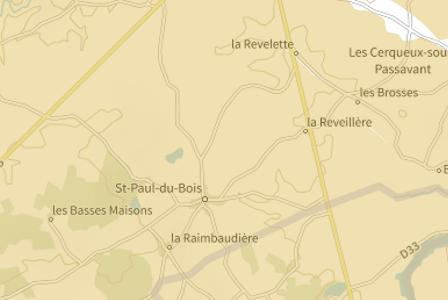 la Revelette
Les Cerqueux-sou
Passavant
les Brosses
la Reveillère
St-Paul-du-Bois
les Basses Maisons
la Raimbaudière
D33